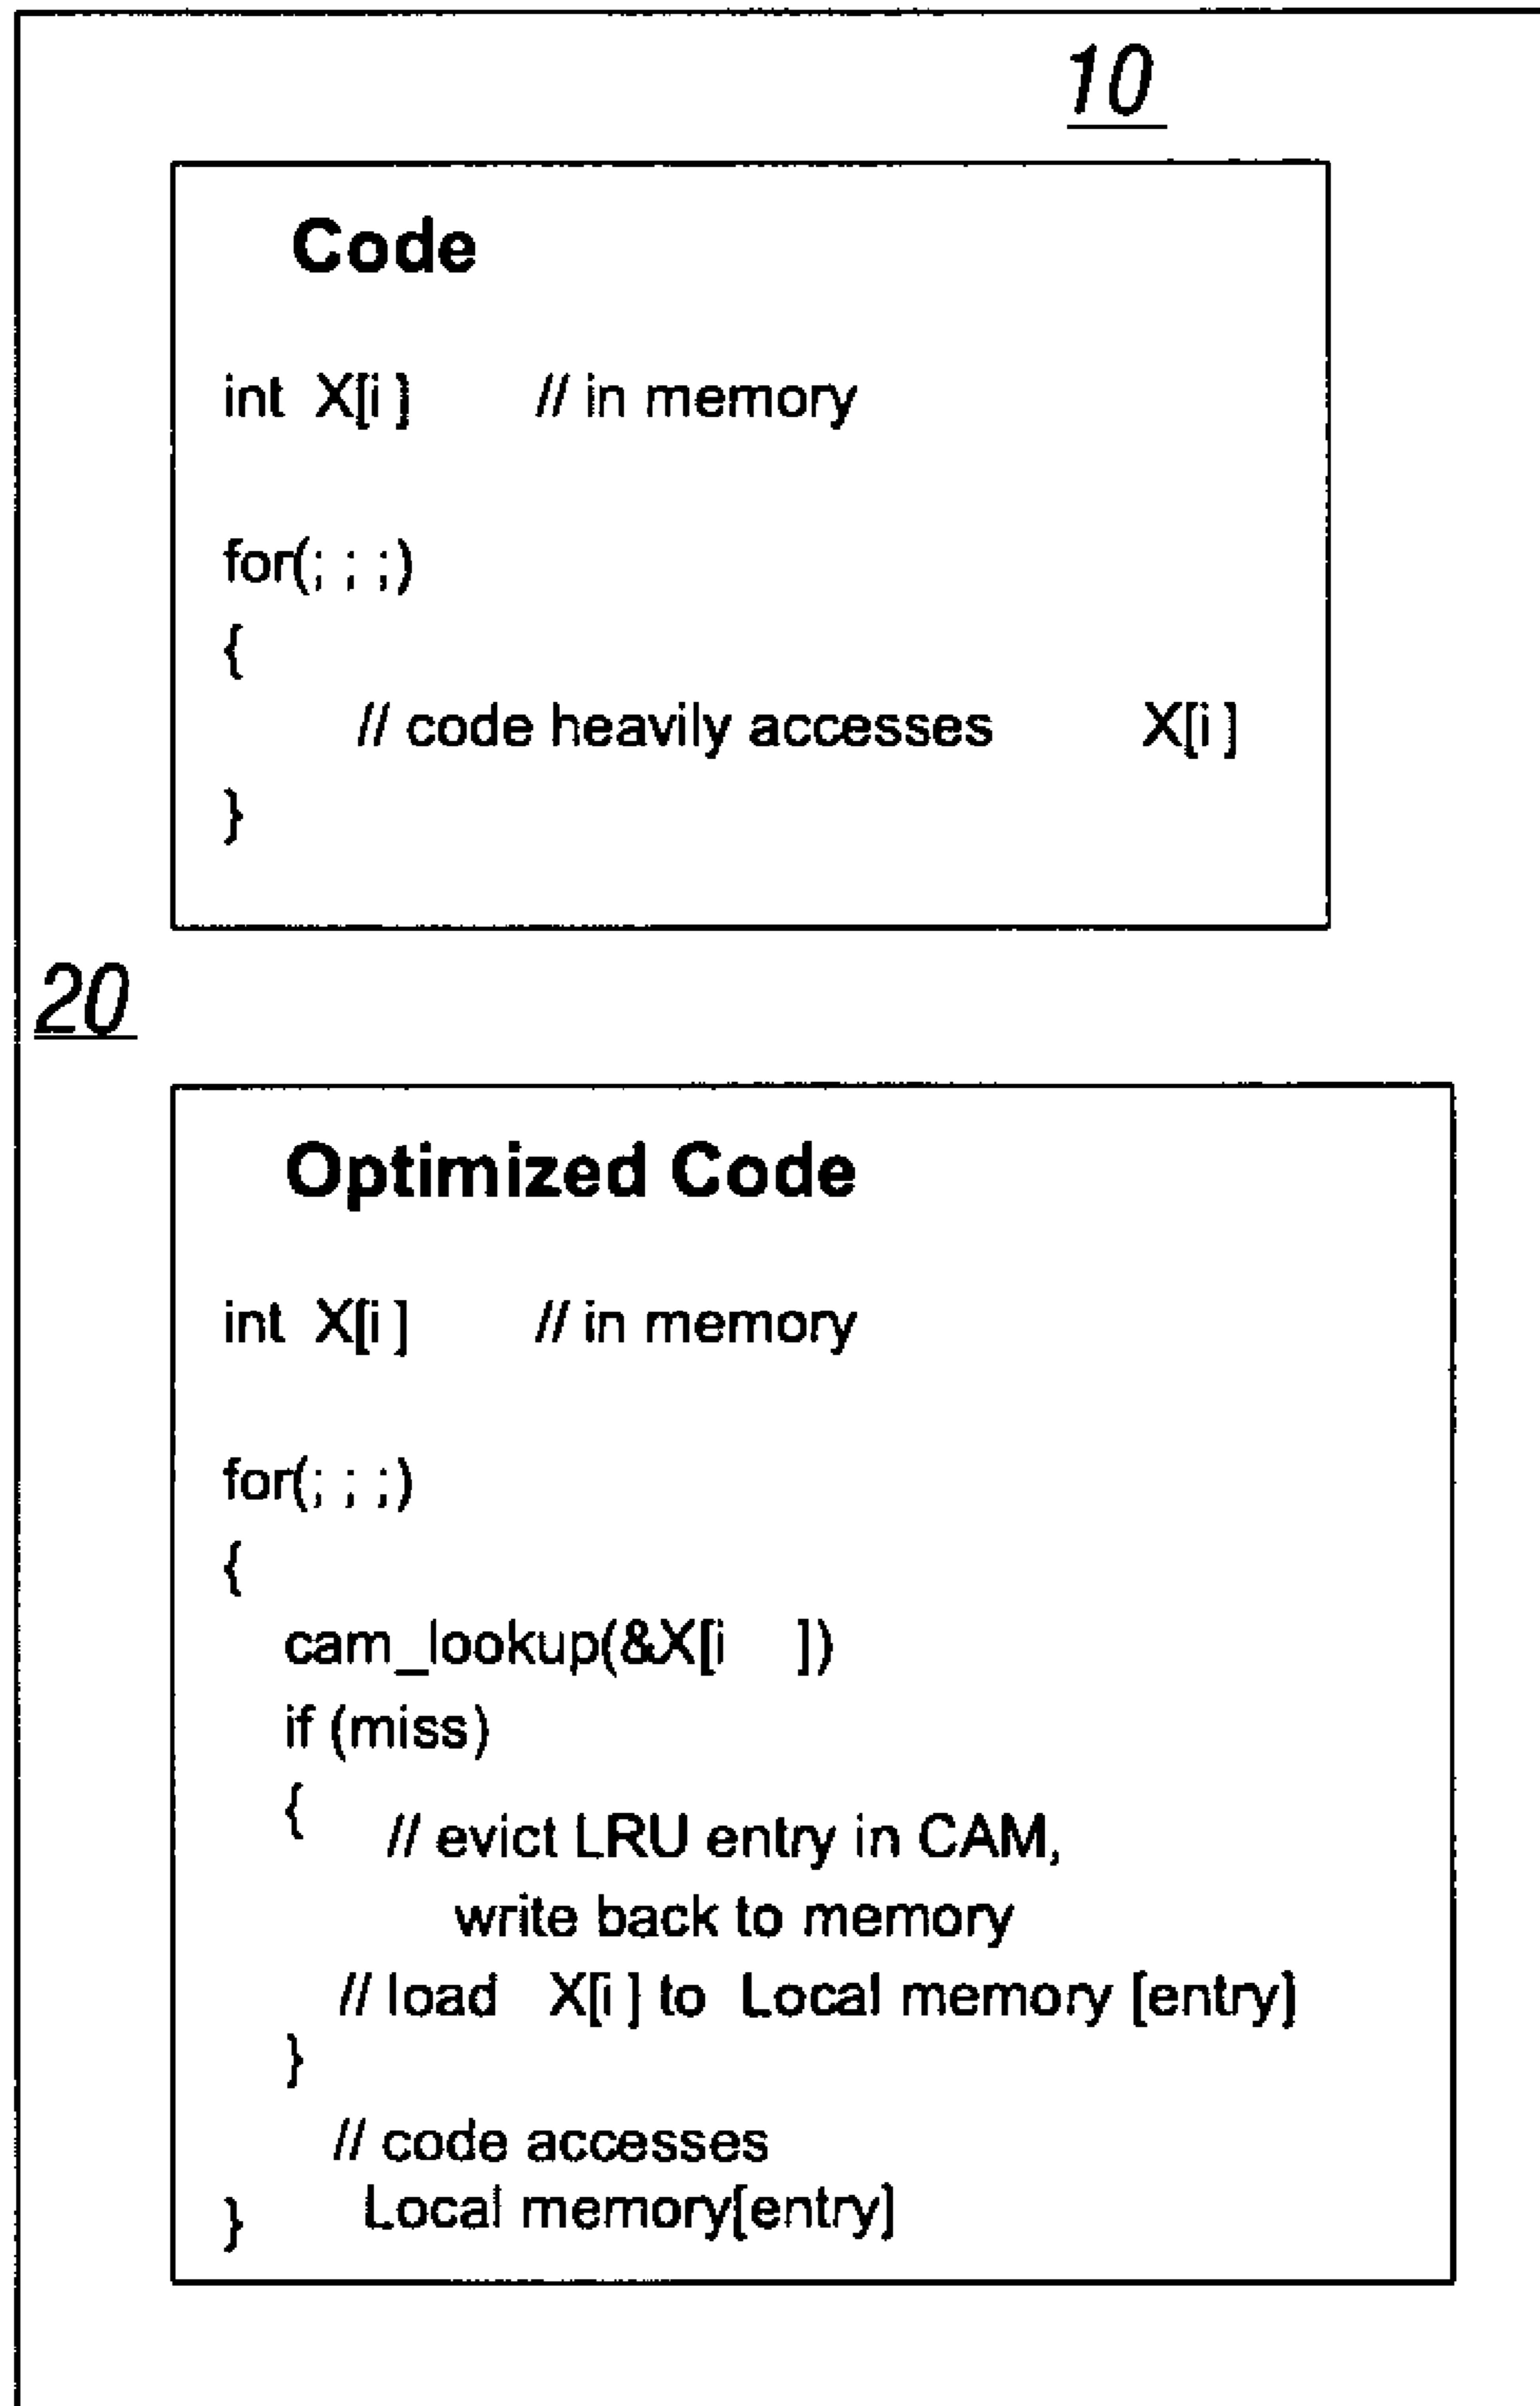 10
Code
int X[i ] // in memory
for(; ; ;)
{
// code heavily accesses X[i ]
}
20
Optimized Code
int X[i ] // in memory
for(; ; ;)
{
cam_lookup(&X[i ])
if (miss)
{
// evict LRU entry in CAM,
write back to memory
// load X[i ] to Local memory [entry]
}
// code accesses
} Local memory[entry]